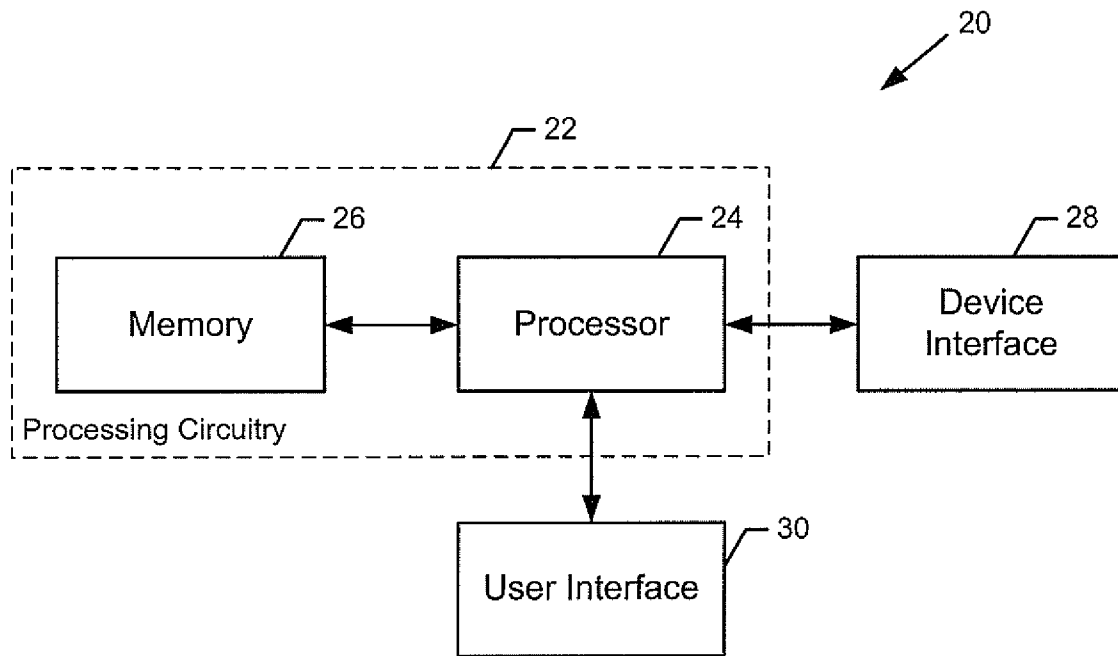 20
22
26
24
28
Memory
Processor
Device
Interface
Processing Circuitry
30
User Interface